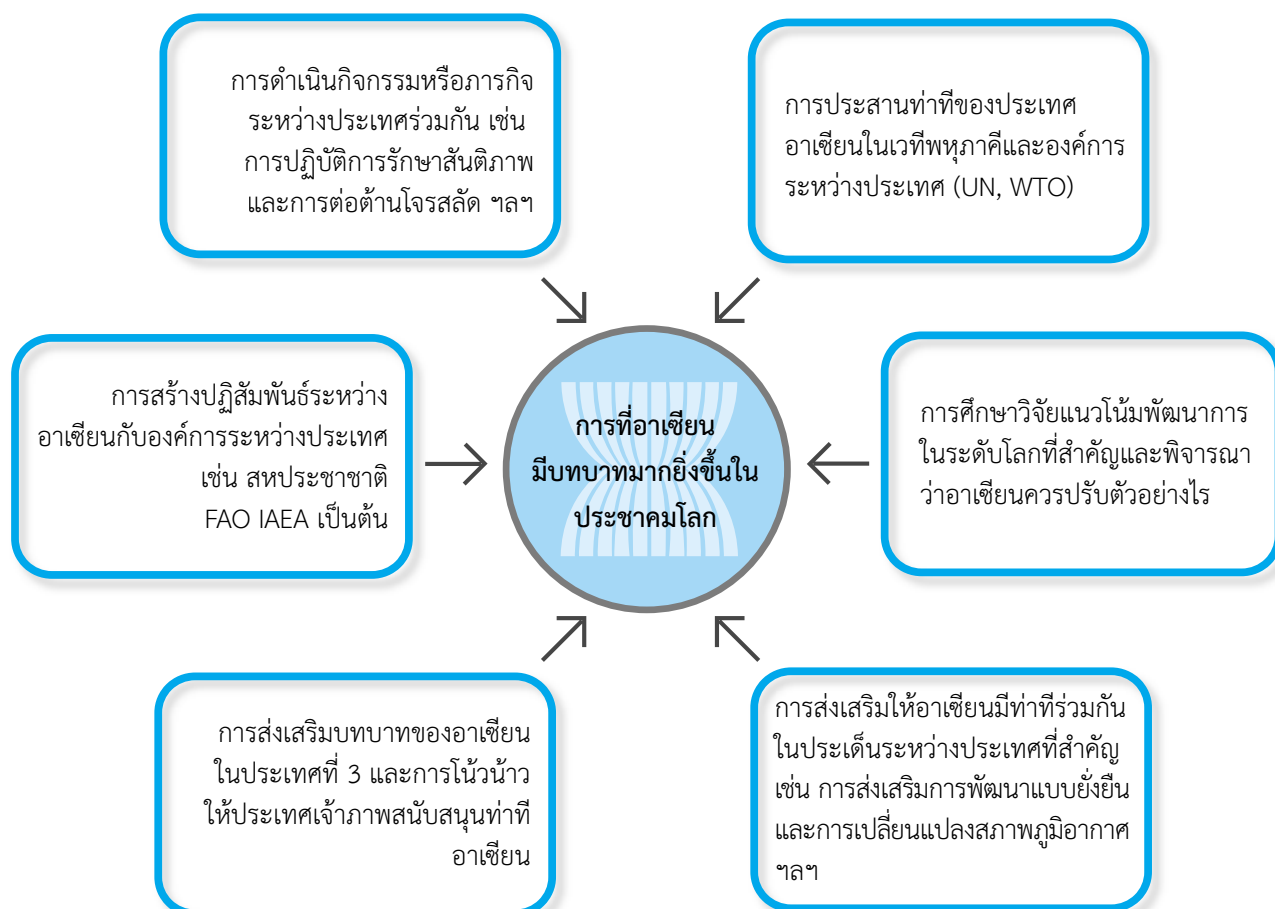 การดำเนินกิจกรรมหรือภารกิจ
ระหว่างประเทศร่วมกัน เช่น
การปฏิบัติการรักษาสันติภาพ
และการต่อต้านโจรสลัด ฯลฯ
การประสานท่าทีของประเทศ
อาเซียนในเวทีพหุภาคีและองค์การ
ระหว่างประเทศ (UN, WTO)
การสร้างปฏิสัมพันธ์ระหว่าง
อาเซียนกับองค์การระหว่างประเทศ
เช่น สหประชาชาติ
FAO IAEA เป็นต้น
การที่อาเซียน
มีบทบาทมากยิ่งขึ้นใน
ประชาคมโลก
การศึกษาวิจัยแนวโน้มพัฒนาการ
ในระดับโลกที่สำคัญและพิจารณา
ว่าอาเซียนควรปรับตัวอย่างไร
การส่งเสริมบทบาทของอาเซียน
ในประเทศที่ 3 และการโน้วน้าว
ให้ประเทศเจ้าภาพสนับสนุนท่าที
อาเซียน
การส่งเสริมให้อาเซียนมีท่าทีร่วมกัน
ในประเด็นระหว่างประเทศที่สำคัญ
เช่น การส่งเสริมการพัฒนาแบบยั่งยืน
และการเปลี่ยนแปลงสภาพภูมิอากาศ
ฯลฯ